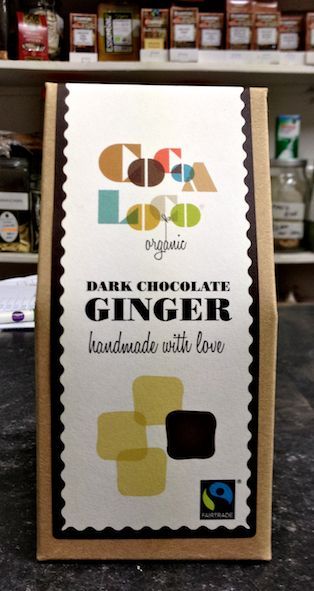 COCOA
LOCO
organic
DARK CHOCOLATE
GINGER
handmade with love
FAIRTRADE